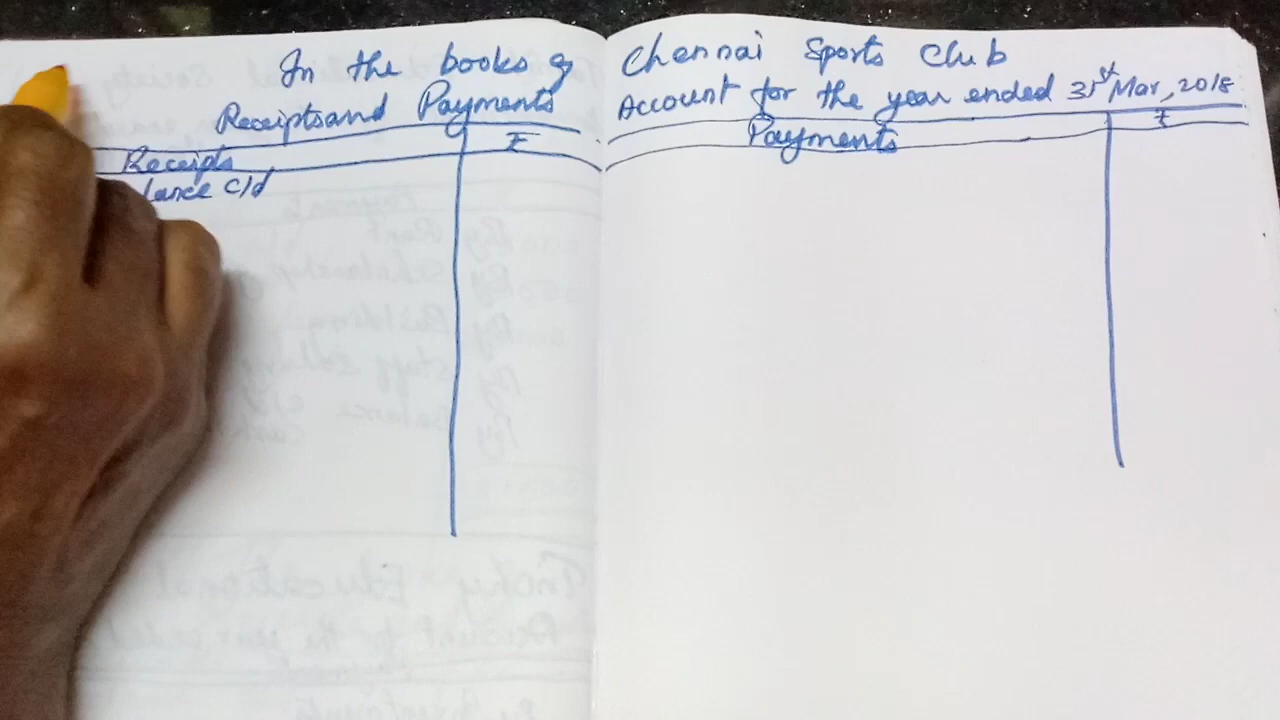 In the books of Chennai Sports Club
Receipts and Payments Account for the year ended 31st Mar, 2018
Receipts ₹ Payments ₹
lance c/d